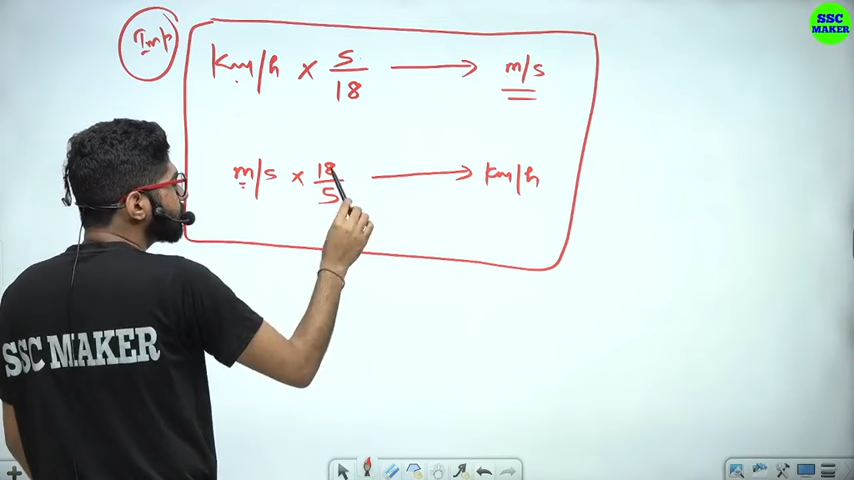 Imp
Km/h × 5/18 → m/s
m/s × 18/5 → km/h
SSC MAKER
SSC
MAKER